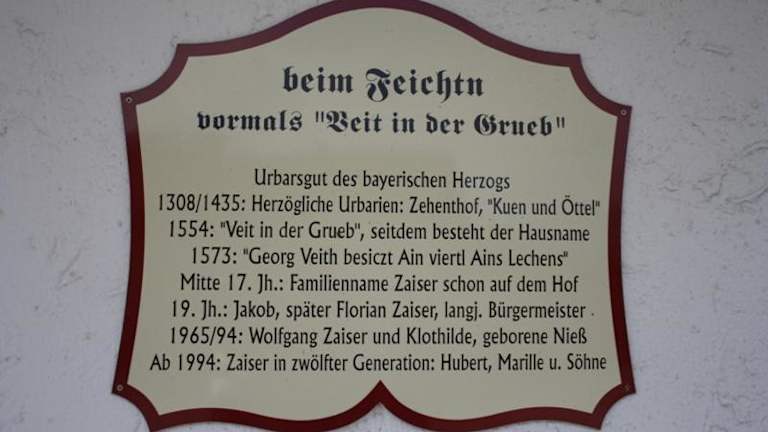 beim Feichtn
vormals "Veit in der Grueb"
Urbarsgut des bayerischen Herzogs
1308/1435: Herzögliche Urbarien: Zehenthof, "Kuen und Öttel"
1554: "Veit in der Grueb", seitdem besteht der Hausname
1573: "Georg Veith besiczt Ain viertl Ains Lechens"
Mitte 17. Jh.: Familienname Zaiser schon auf dem Hof
19. Jh.: Jakob, später Florian Zaiser, langj. Bürgermeister
1965/94: Wolfgang Zaiser und Klothilde, geborene Nieß
Ab 1994: Zaiser in zwölfter Generation: Hubert, Marille u. Söhne